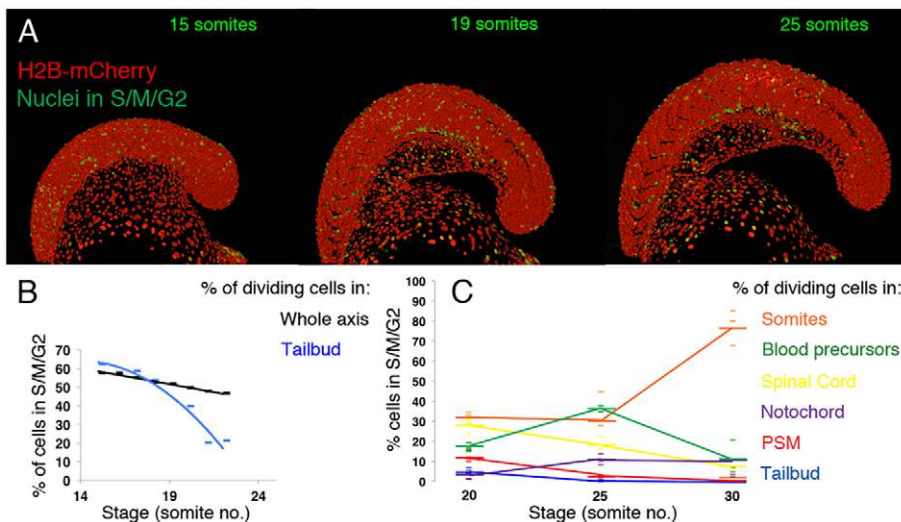 A
15 somites
19 somites
25 somites
H2B-mCherry
Nuclei in S/M/G2
B
% of dividing cells in:
Whole axis
Tailbud
% of cells in S/M/G2
70
60
50
40
30
20
10
0
14
19
24
Stage (somite no.)
C
% of dividing cells in:
Somites
Blood precursors
Spinal Cord
Notochord
PSM
Tailbud
% cells in S/M/G2
100
90
80
70
60
50
40
30
20
10
0
20
25
30
Stage (somite no.)